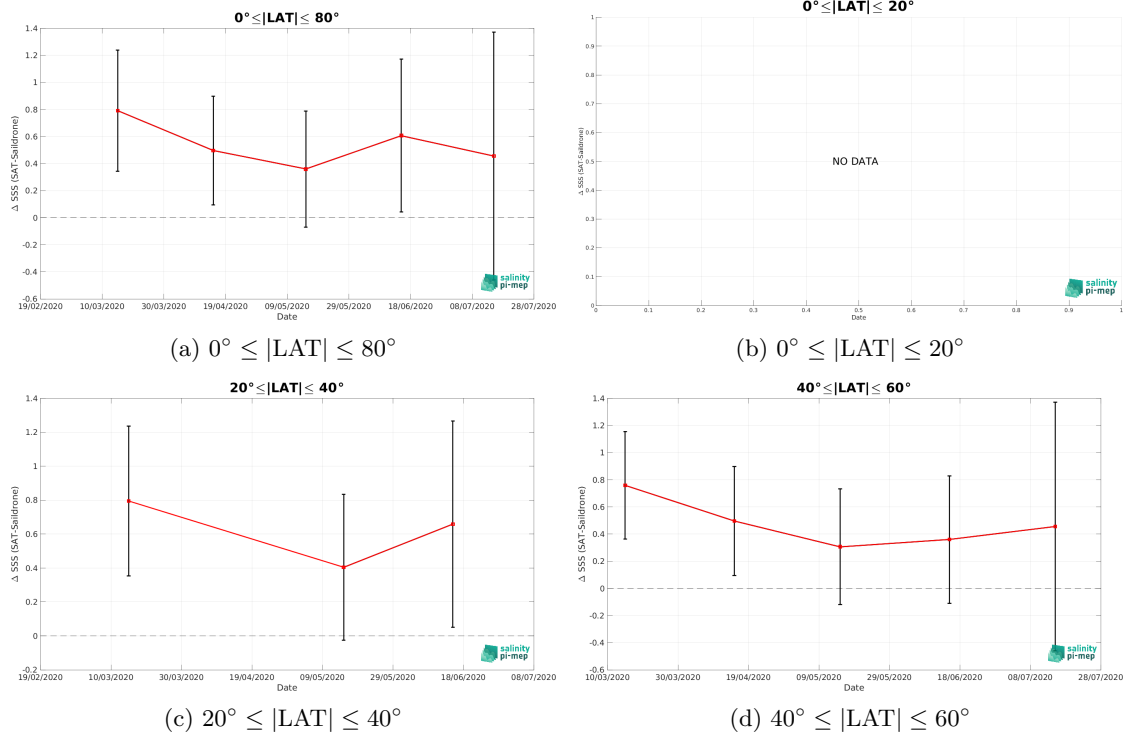 0°≤|LAT|≤ 80°
1.4
1.2
1
0.8
0.6
0.4
0.2
0
-0.2
-0.4
-0.6
Δ SSS (SAT-Saildrone)
19/02/2020 10/03/2020 30/03/2020 19/04/2020 09/05/2020 29/05/2020 18/06/2020 08/07/2020 28/07/2020
Date
salinity
pi-mep
(a) 0° ≤ |LAT| ≤ 80°
0°≤|LAT|≤ 20°
1
0.9
0.8
0.7
0.6
0.5
0.4
0.3
0.2
0.1
0
Δ SSS (SAT-Saildrone)
NO DATA
0 0.1 0.2 0.3 0.4 0.5 0.6 0.7 0.8 0.9 1
Date
salinity
pi-mep
(b) 0° ≤ |LAT| ≤ 20°
20°≤|LAT|≤ 40°
1.4
1.2
1
0.8
0.6
0.4
0.2
0
-0.2
Δ SSS (SAT-Saildrone)
19/02/2020 10/03/2020 30/03/2020 19/04/2020 09/05/2020 29/05/2020 18/06/2020 08/07/2020
Date
salinity
pi-mep
(c) 20° ≤ |LAT| ≤ 40°
40°≤|LAT|≤ 60°
1.4
1.2
1
0.8
0.6
0.4
0.2
0
-0.2
-0.4
-0.6
Δ SSS (SAT-Saildrone)
10/03/2020 30/03/2020 19/04/2020 09/05/2020 29/05/2020 18/06/2020 08/07/2020 28/07/2020
Date
salinity
pi-mep
(d) 40° ≤ |LAT| ≤ 60°